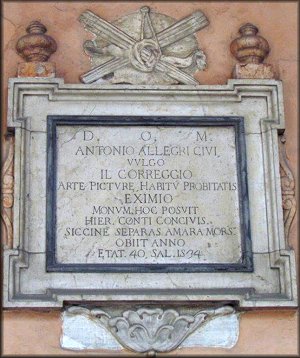 D. O. M.
ANTONIO ALLEGRI CIVI
VVLGO
IL CORREGGIO
ARTE PICTVRÆ HABITV PROBITATIS
EXIMIO
MONVM. HOC POSVIT
HIER. CONTI CONCIVIS.
SICCINE SEPARAS AMARA MORS
OBIIT ANNO
ETAT. 40. SAL. 1534.